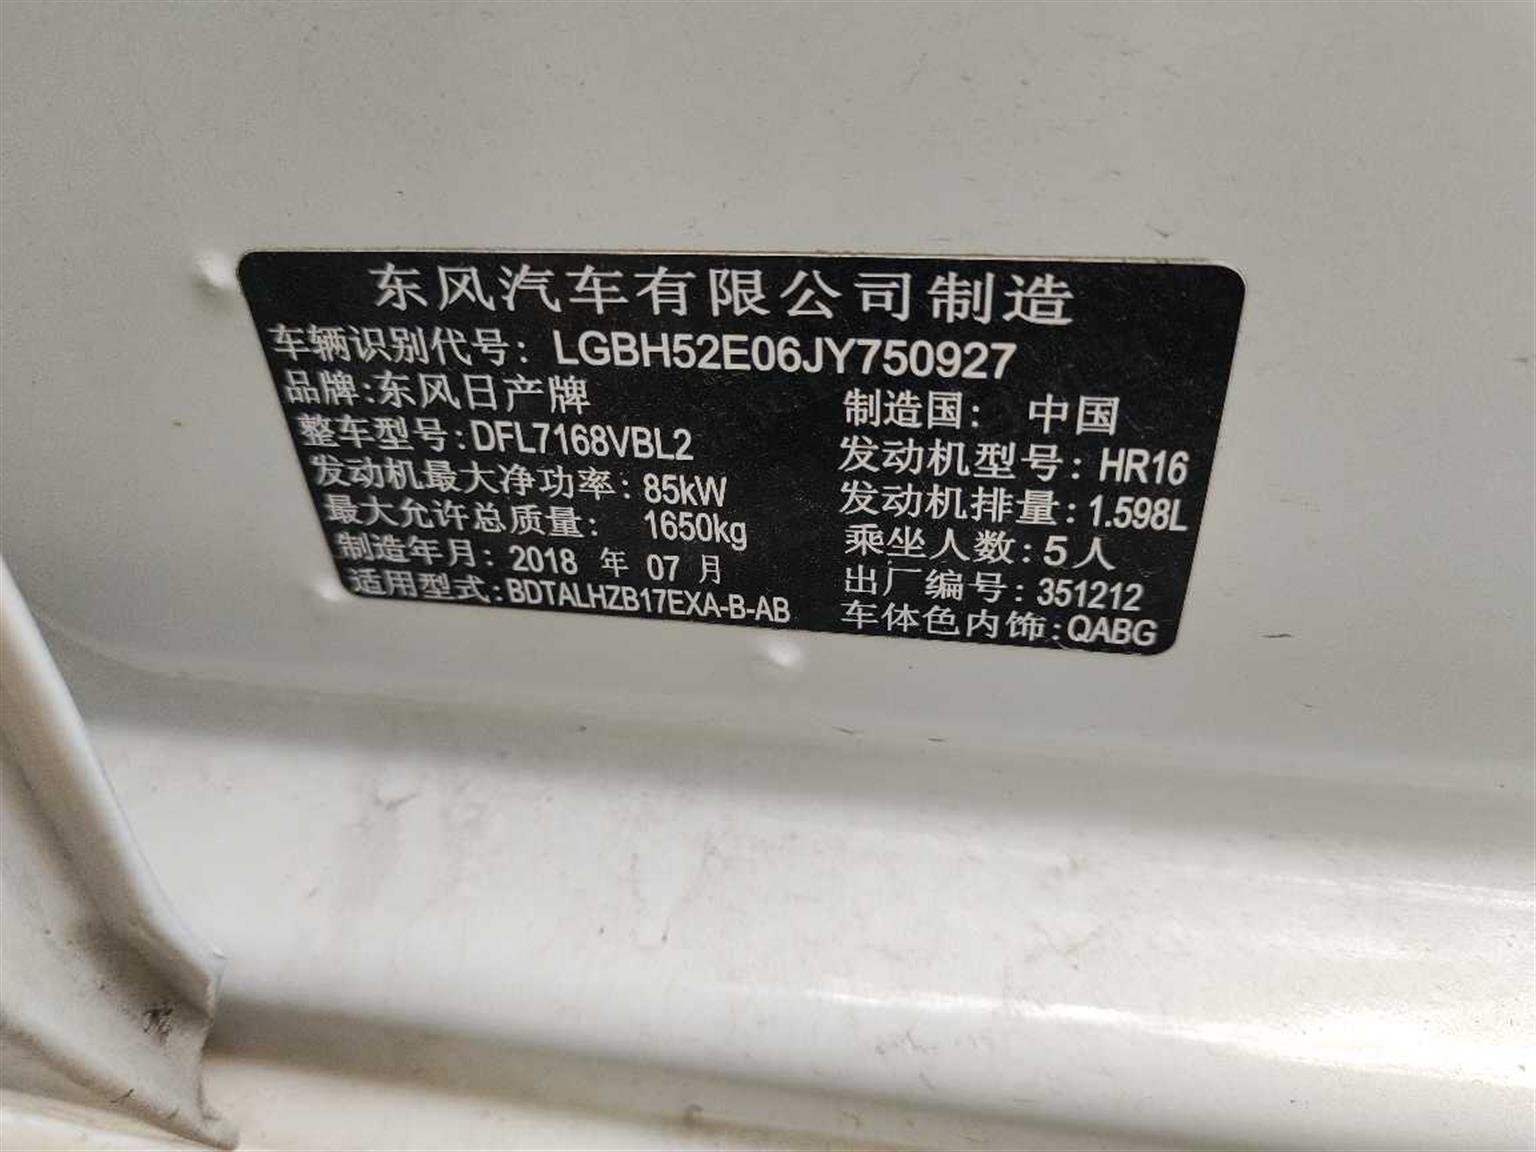 东风汽车有限公司制造
车辆识别代号: LGBH52E06JY750927
品牌:东风日产牌 制造国: 中国
整车型号:DFL7168VBL2 发动机型号: HR16
发动机最大净功率: 85kW 发动机排量: 1.598L
最大允许总质量: 1650kg 乘坐人数: 5人
制造年月: 2018 年 07 月 出厂编号: 351212
适用型式: BDTALHZB17EXA-B-AB 车体色内饰:QABG